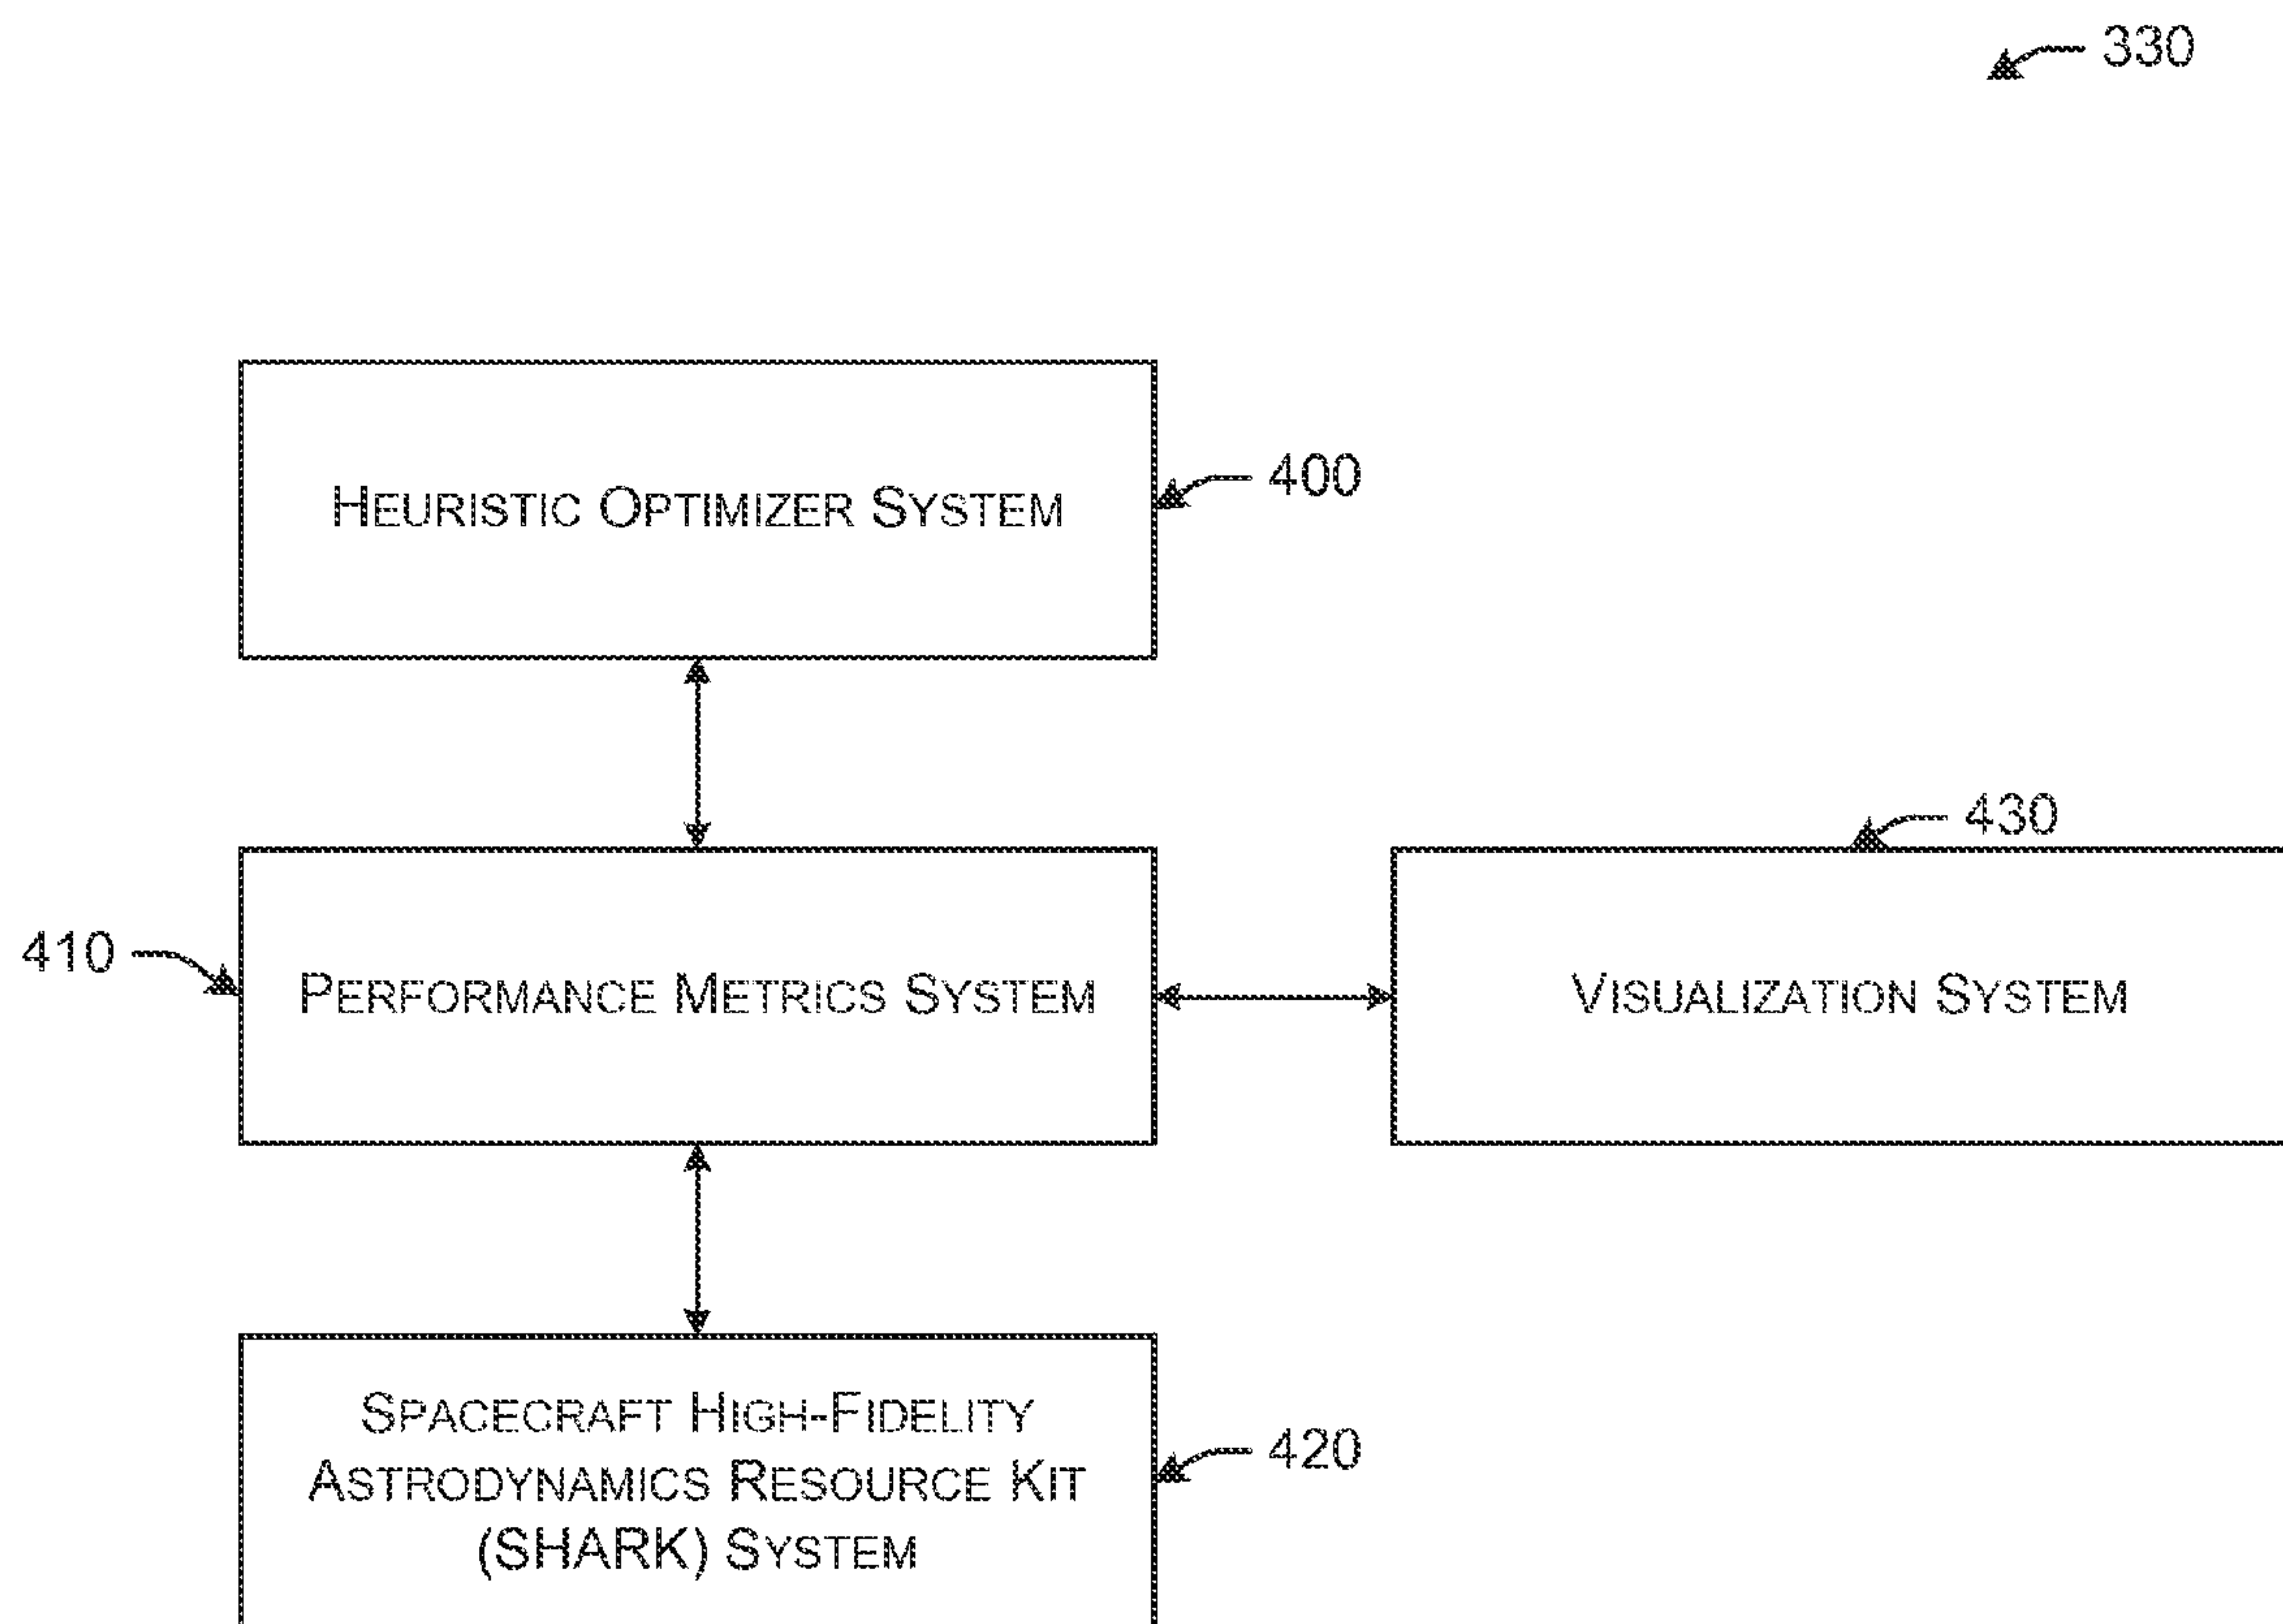 330
HEURISTIC OPTIMIZER SYSTEM
400
430
410
PERFORMANCE METRICS SYSTEM
VISUALIZATION SYSTEM
SPACECRAFT HIGH-FIDELITY
ASTRODYNAMICS RESOURCE KIT
(SHARK) SYSTEM
420